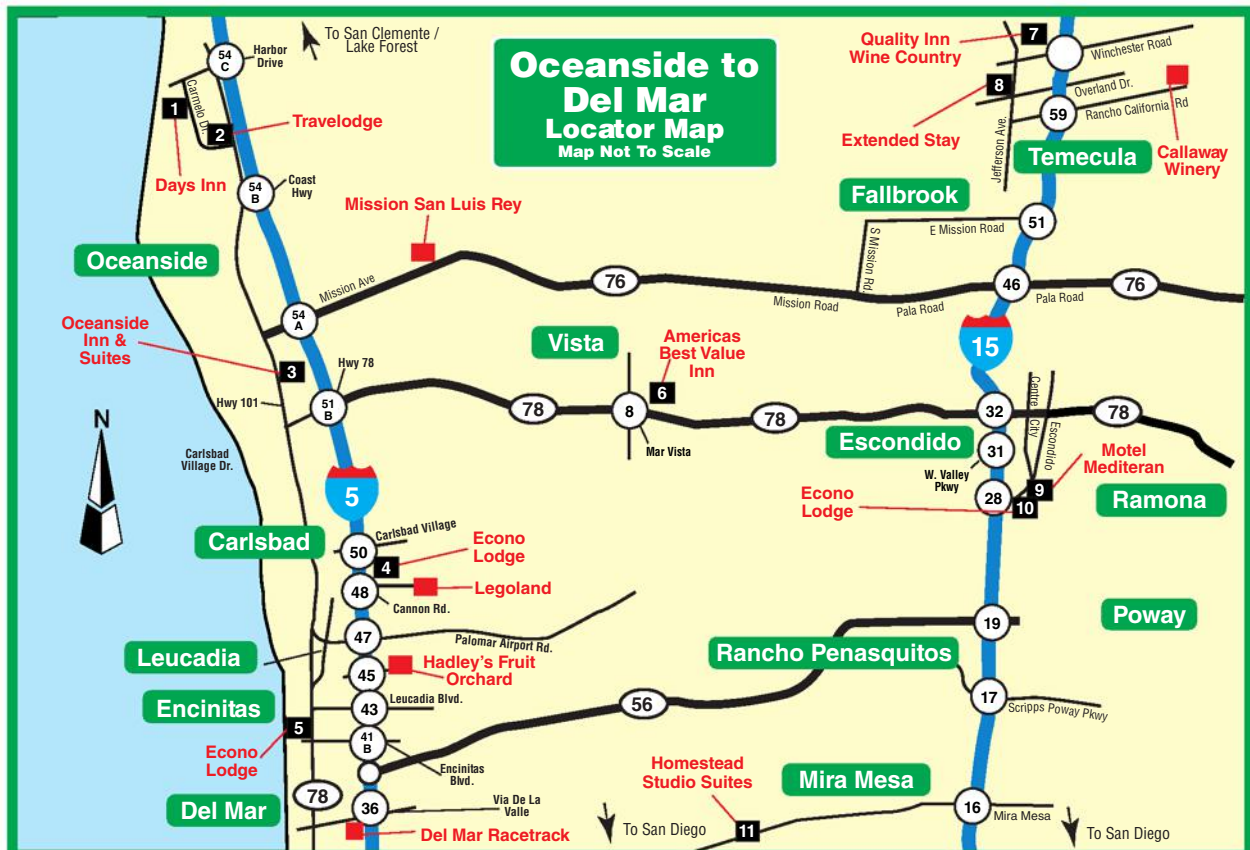 Oceanside to
Del Mar
Locator Map
Map Not To Scale
To San Clemente /
Lake Forest
54
C
Harbor
Drive
Carmelo Dr.
1
2
Travelodge
Days Inn
54
B
Coast
Hwy
Mission San Luis Rey
Oceanside
Mission Ave
54
A
Oceanside
Inn &
Suites
3
Hwy 101
Hwy 78
51
B
Carlsbad
Village Dr.
N
5
Carlsbad
50
Carlsbad Village
4
Econo
Lodge
48
Legoland
Cannon Rd.
47
Palomar Airport Rd.
Leucadia
45
Hadley's Fruit
Orchard
Encinitas
43
Leucadia Blvd.
5
Econo
Lodge
41
B
Encinitas
Blvd.
56
78
Del Mar
36
Via De La
Valle
Del Mar Racetrack
Quality Inn
Wine Country
7
Winchester Road
8
Overland Dr.
Extended Stay
59
Rancho California Rd
Jefferson Ave.
Temecula
Callaway
Winery
Fallbrook
51
E Mission Road
S Mission Rd.
76
Mission Road
Pala Road
46
Pala Road
76
15
Vista
Americas
Best Value
Inn
6
78
8
Mar Vista
78
32
Centre City
Escondido
78
Escondido
31
W. Valley
Pkwy
Motel
Mediteran
9
28
10
Econo
Lodge
Ramona
19
Poway
Rancho Penasquitos
17
Scripps Poway Pkwy
Homestead
Studio Suites
11
Mira Mesa
16
Mira Mesa
To San Diego
To San Diego